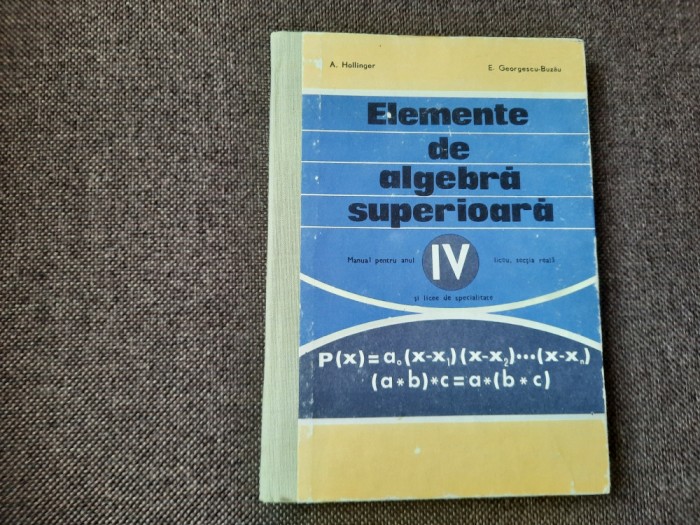 A. Hollinger E. Georgescu-Buzău
Elemente
de
algebră
superioară
Manual pentru anul IV liceu, secția reală
și licee de specialitate
P(x)=a₀(x-x₁)(x-x₂)•••(x-xₙ)
(a*b)*c=a*(b*c)